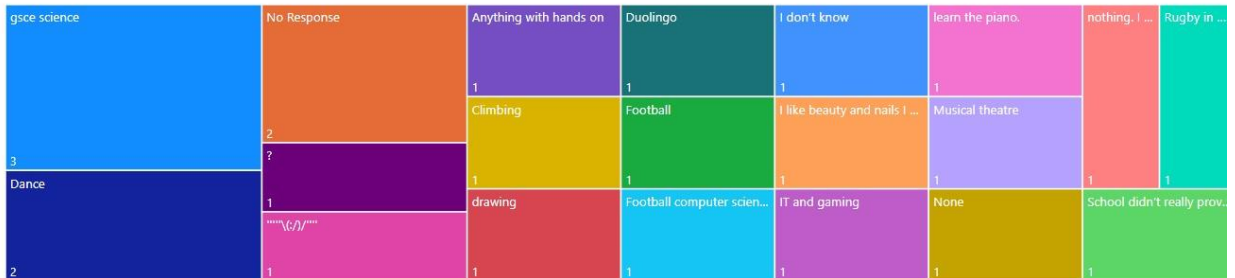 gsce science
3
Dance
2
No Response
2
?
1
"""\(:/)/"""
1
Anything with hands on
1
Climbing
1
drawing
1
Duolingo
1
Football
1
Football computer scien...
1
I don't know
1
I like beauty and nails I ...
1
IT and gaming
1
learn the piano.
1
Musical theatre
1
None
1
nothing. I ...
1
Rugby in ...
1
School didn't really prov...
1